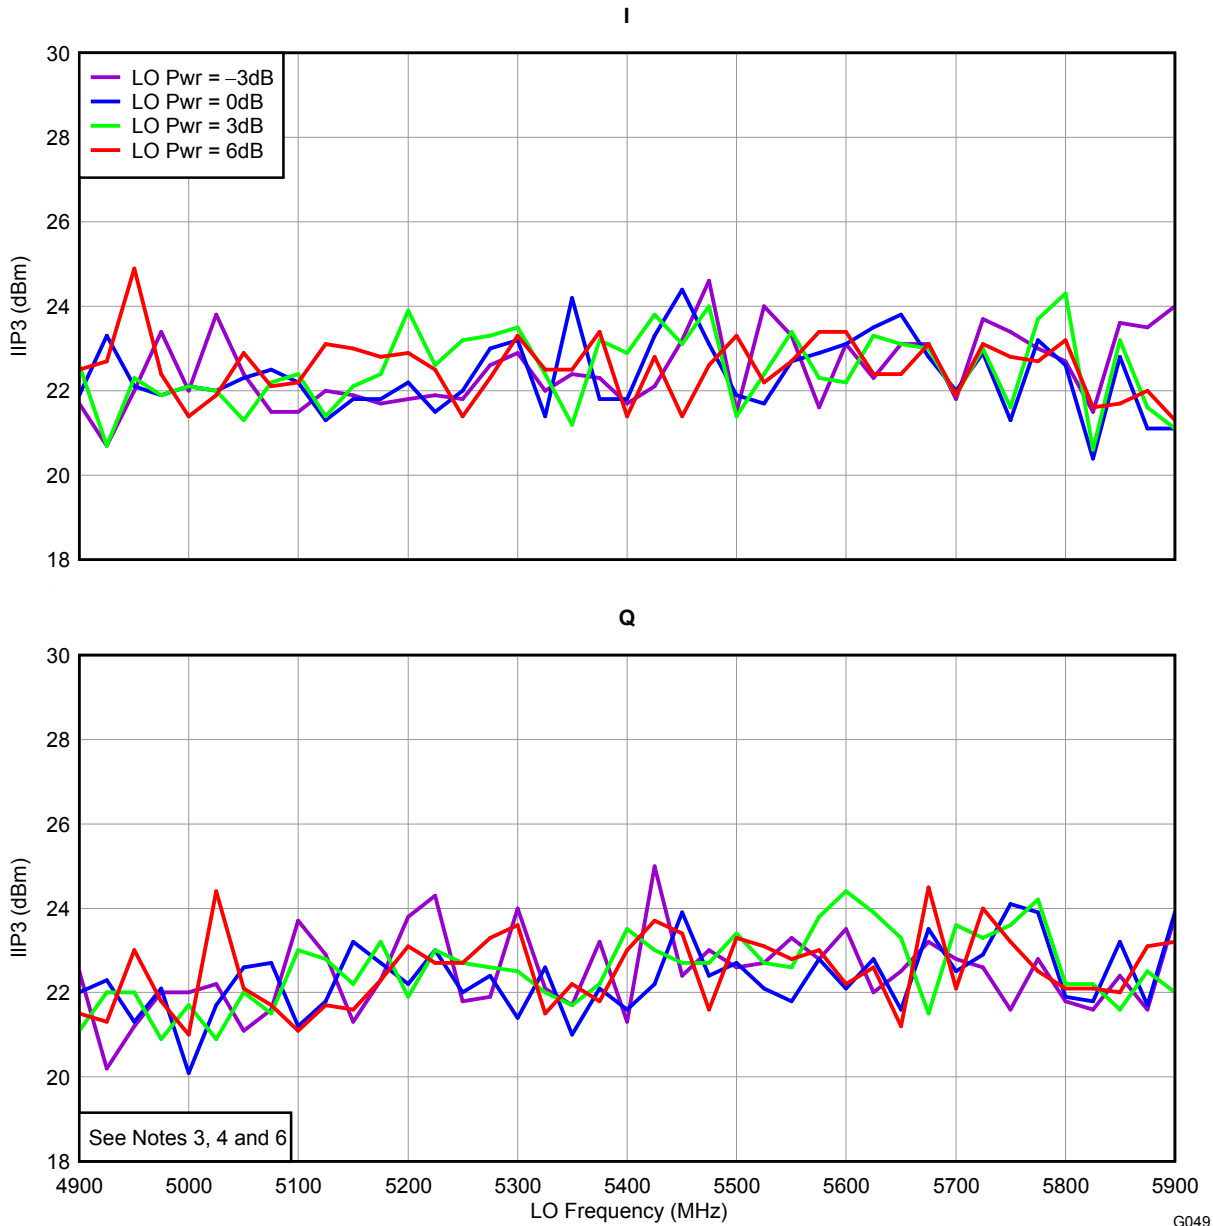 I
30
28
26
24
22
20
18
IIP3 (dBm)
LO Pwr = –3dB
LO Pwr = 0dB
LO Pwr = 3dB
LO Pwr = 6dB
Q
30
28
26
24
22
20
18
IIP3 (dBm)
See Notes 3, 4 and 6
4900 5000 5100 5200 5300 5400 5500 5600 5700 5800 5900
LO Frequency (MHz)
G049